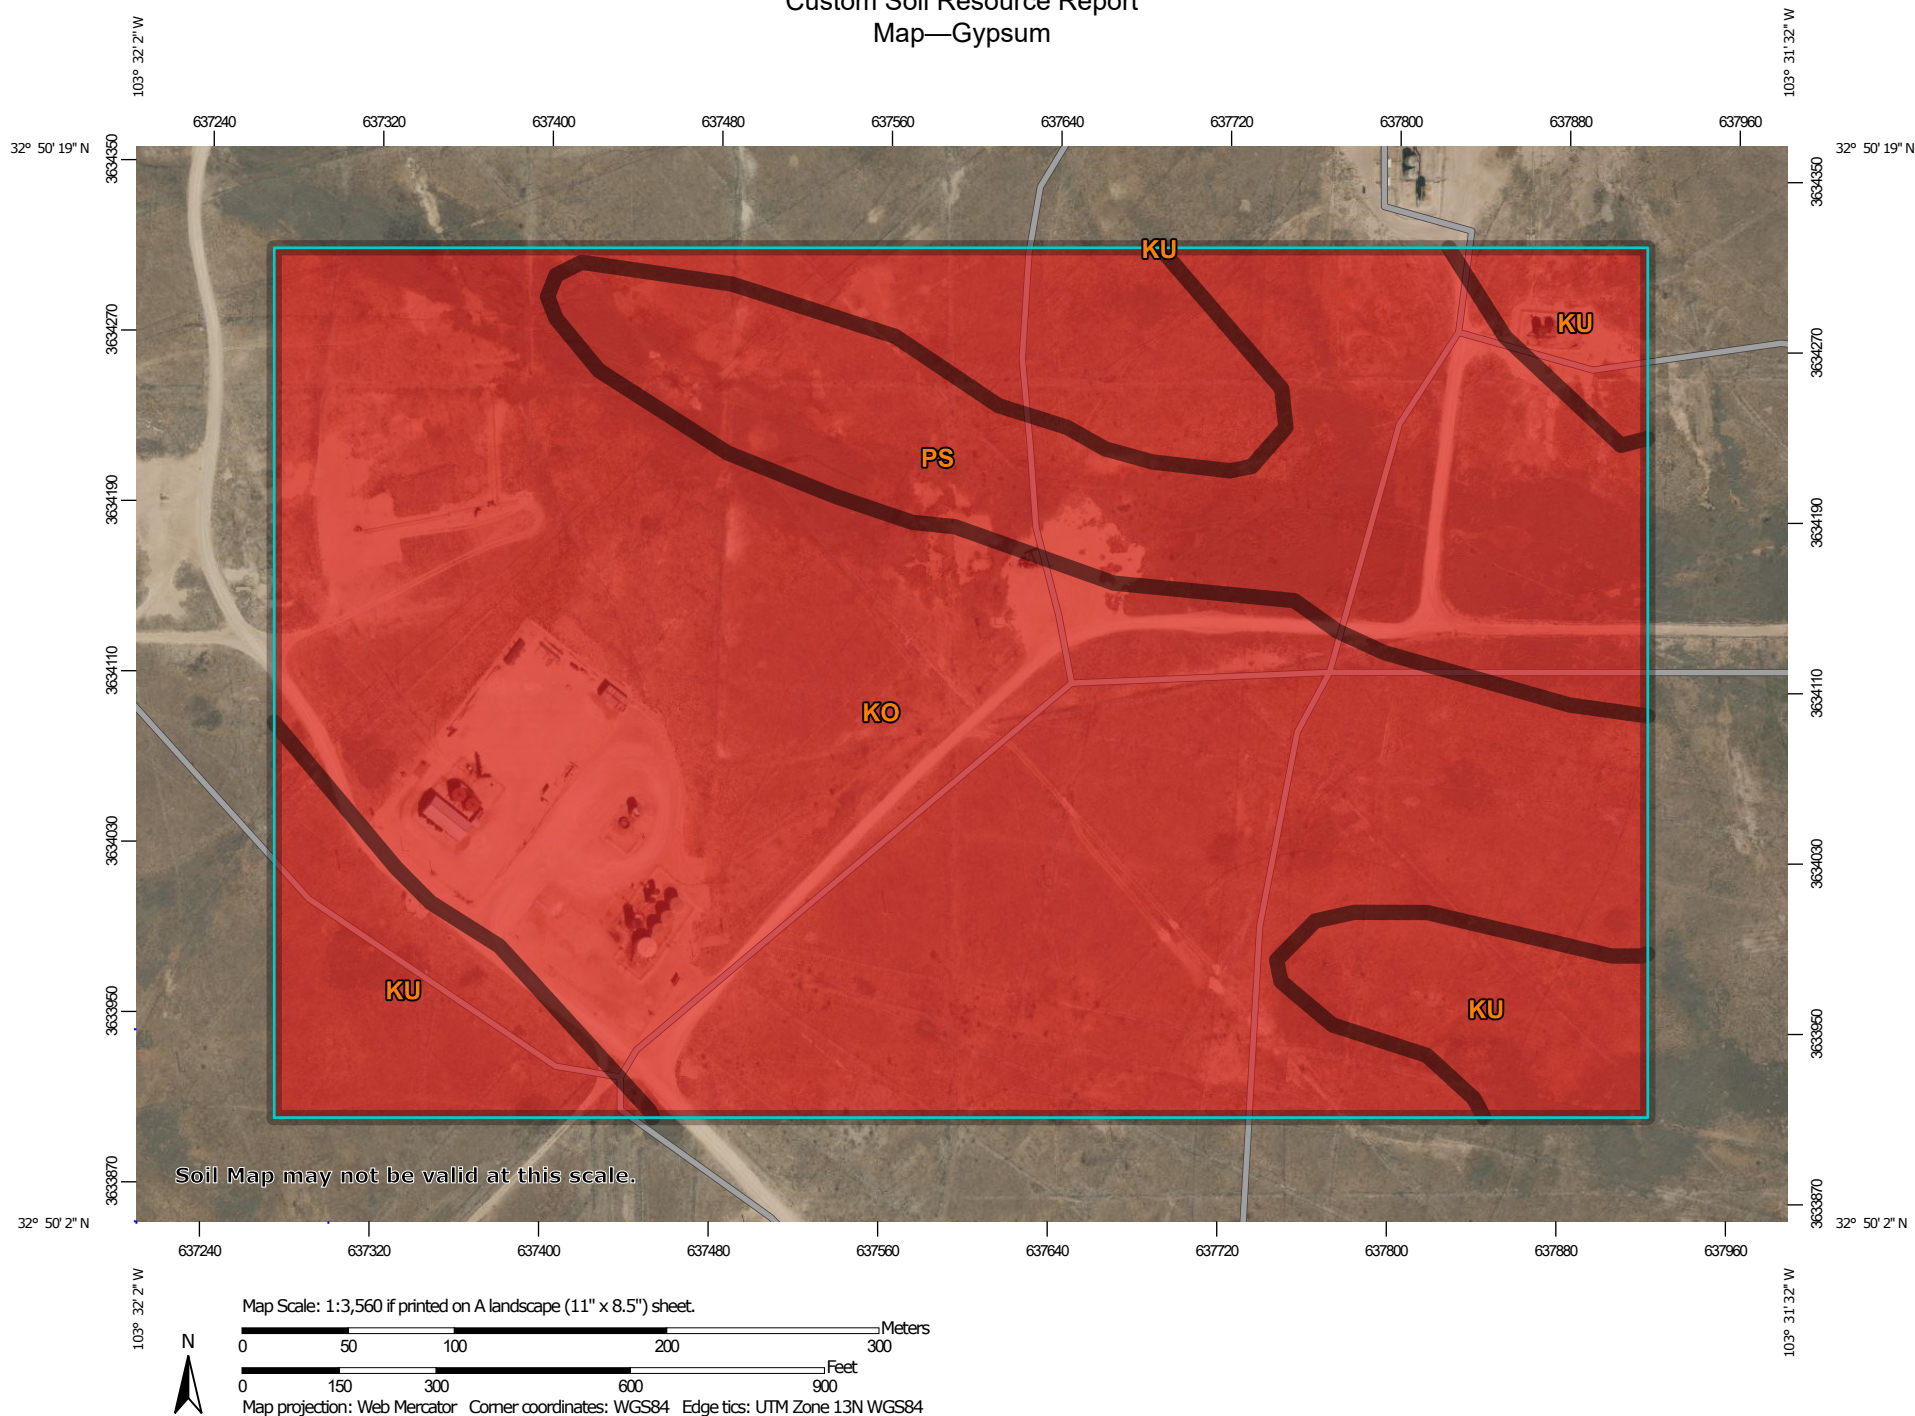 Custom Soil Resource Report
Map—Gypsum
103° 32' 2'' W
103° 31' 32'' W
637240 637320 637400 637480 637560 637640 637720 637800 637880 637960
32° 50' 19'' N
32° 50' 19'' N
3634350
3634350
KU
3634270
KU
3634270
PS
3634190
3634190
3634110
3634110
KO
3634030
3634030
KU
KU
3633950
3633950
Soil Map may not be valid at this scale.
3633870
3633870
32° 50' 2'' N
32° 50' 2'' N
637240 637320 637400 637480 637560 637640 637720 637800 637880 637960
103° 32' 2'' W
103° 31' 32'' W
Map Scale: 1:3,560 if printed on A landscape (11" x 8.5") sheet.
N
Meters
0 50 100 200 300
Feet
0 150 300 600 900
Map projection: Web Mercator Corner coordinates: WGS84 Edge tics: UTM Zone 13N WGS84